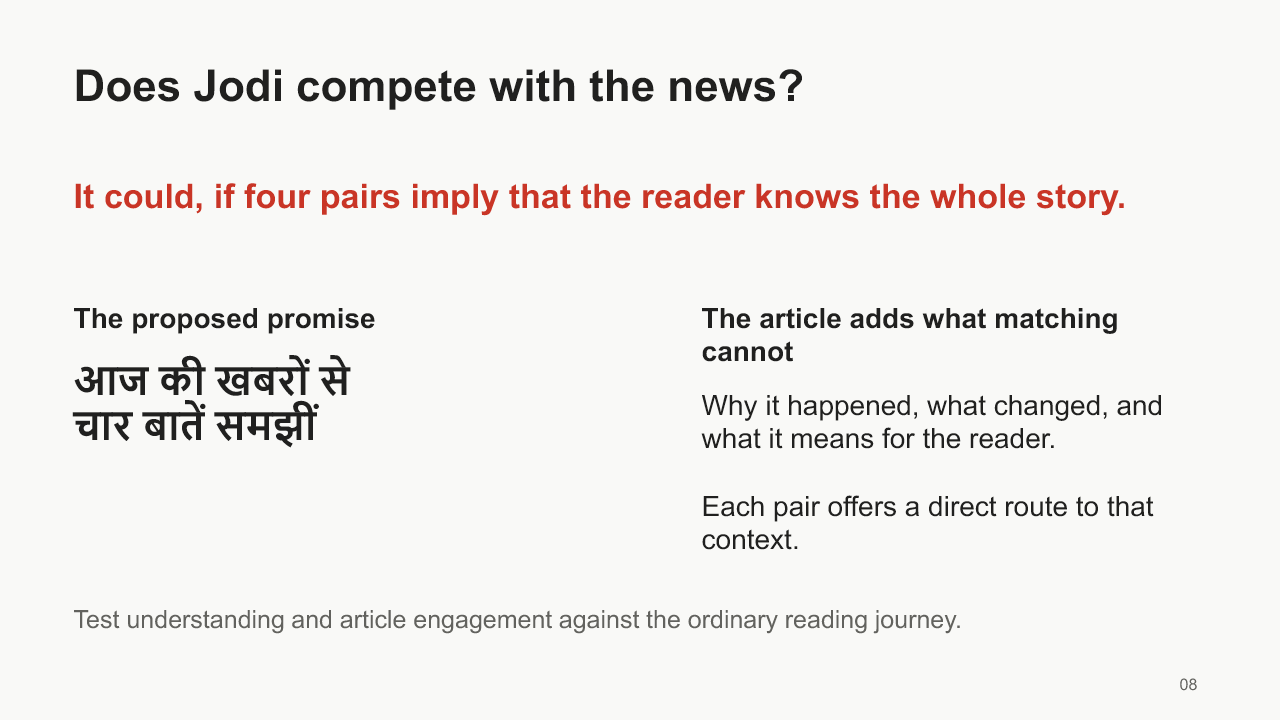 Does Jodi compete with the news?
It could, if four pairs imply that the reader knows the whole story.
The proposed promise
आज की खबरों से
चार बातें समझीं
The article adds what matching
cannot
Why it happened, what changed, and
what it means for the reader.
Each pair offers a direct route to that
context.
Test understanding and article engagement against the ordinary reading journey.
08